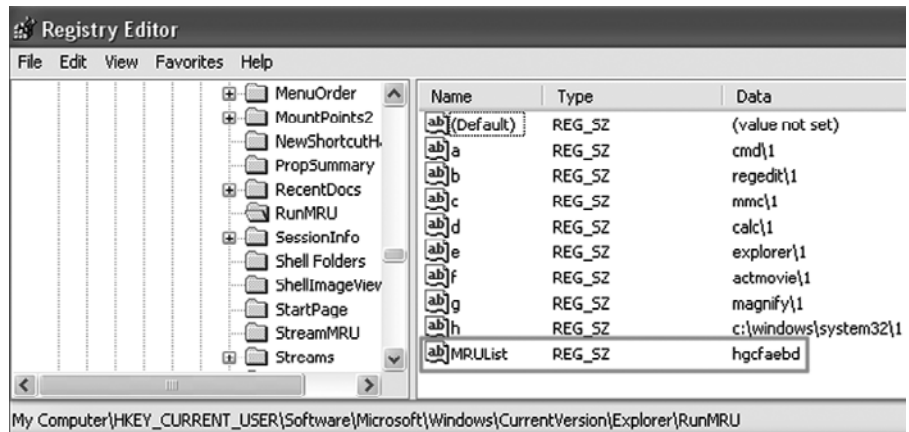 Registry Editor
File Edit View Favorites Help
MenuOrder
MountPoints2
NewShortcutH
PropSummary
RecentDocs
RunMRU
SessionInfo
Shell Folders
ShellImageView
StartPage
StreamMRU
Streams
Name Type Data
(Default) REG_SZ (value not set)
a REG_SZ cmd\1
b REG_SZ regedit\1
c REG_SZ mmc\1
d REG_SZ calc\1
e REG_SZ explorer\1
f REG_SZ actmovie\1
g REG_SZ magnify\1
h REG_SZ c:\windows\system32\1
MRUList REG_SZ hgcfaebd
My Computer\HKEY_CURRENT_USER\Software\Microsoft\Windows\CurrentVersion\Explorer\RunMRU